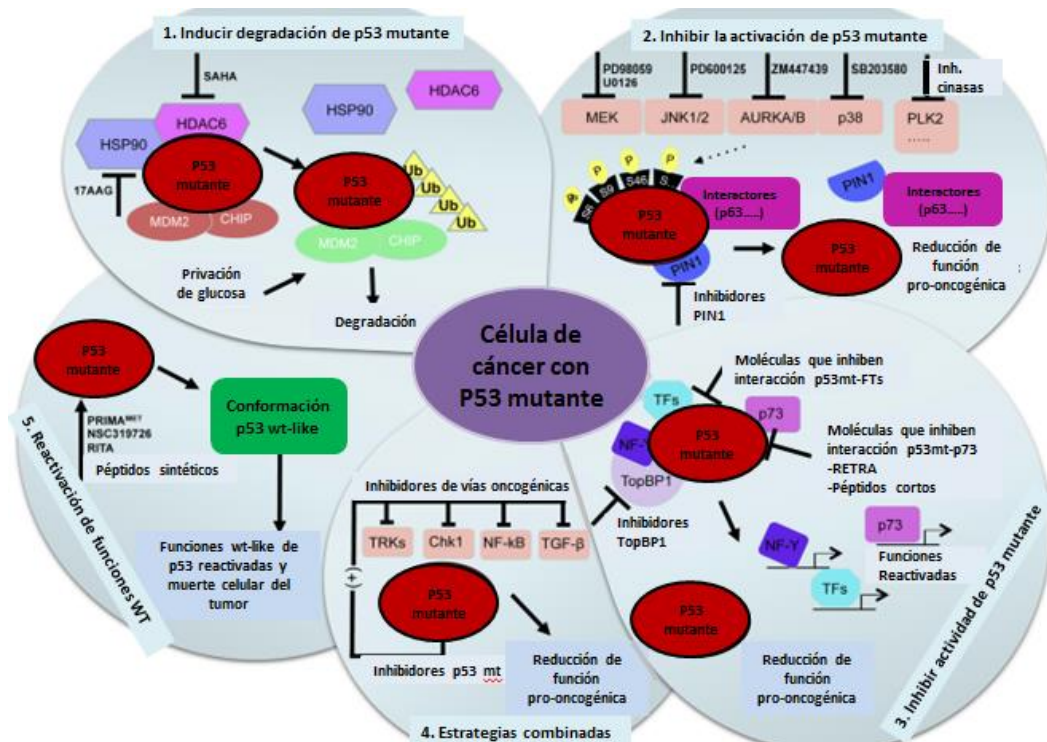 1. Inducir degradación de p53 mutante
SAHA
HDAC6
HSP90
P53
mutante
17AAG
MDM2
CHIP
HSP90
HDAC6
P53
mutante
Ub
Ub
Ub
Ub
MDM2
CHIP
Privación
de glucosa
Degradación
2. Inhibir la activación de p53 mutante
PD98059
U0126
PD600125
ZM447439
SB203580
Inh.
cinasas
MEK
JNK1/2
AURKA/B
p38
PLK2
.....
P
P
P
S6
S9
S46
S...
P53
mutante
PIN1
Interactores
(p63.....)
Inhibidores
PIN1
PIN1
Interactores
(p63.....)
P53
mutante
Reducción de
función
pro-oncogénica
Célula de
cáncer con
P53 mutante
Moléculas que inhiben
interacción p53mt-FTs
TFs
p73
NF-Y
P53
mutante
TopBP1
Inhibidores
TopBP1
Moléculas que inhiben
interacción p53mt-p73
-RETRA
-Péptidos cortos
NF-Y
p73
TFs
Funciones
Reactivadas
P53
mutante
Reducción de
función
pro-oncogénica
3. Inhibir actividad de p53 mutante
Inhibidores de vías oncogénicas
TRKs
Chk1
NF-kB
TGF-β
(+)
P53
mutante
Inhibidores p53 mt
Reducción de
función
pro-oncogénica
4. Estrategias combinadas
P53
mutante
PRIMAᴹᴱᵀ
NSC319726
RITA
Péptidos sintéticos
Conformación
p53 wt-like
Funciones wt-like de
p53 reactivadas y
muerte celular del
tumor
5. Reactivación de funciones WT